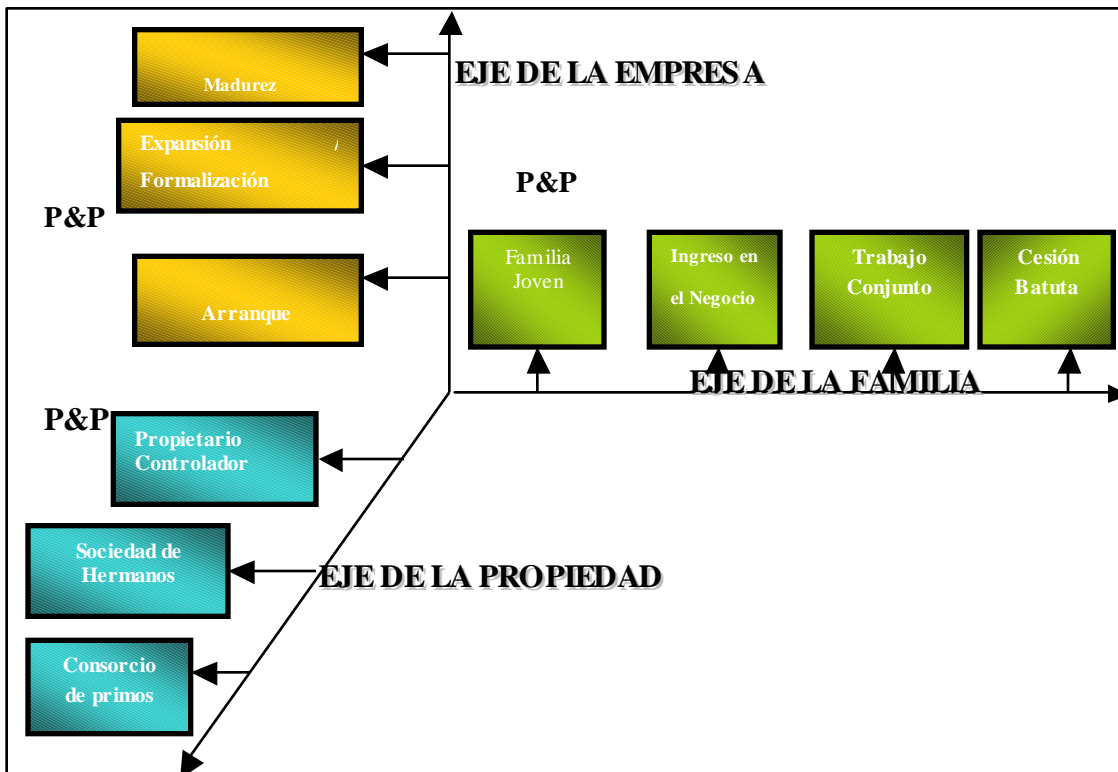 Madurez
EJE DE LA EMPRESA
Expansión /
Formalización
P&P
P&P
Arranque
Familia
Joven
Ingreso en
el Negocio
Trabajo
Conjunto
Cesión
Batuta
EJE DE LA FAMILIA
P&P
Propietario
Controlador
Sociedad de
Hermanos
EJE DE LA PROPIEDAD
Consorcio
de primos